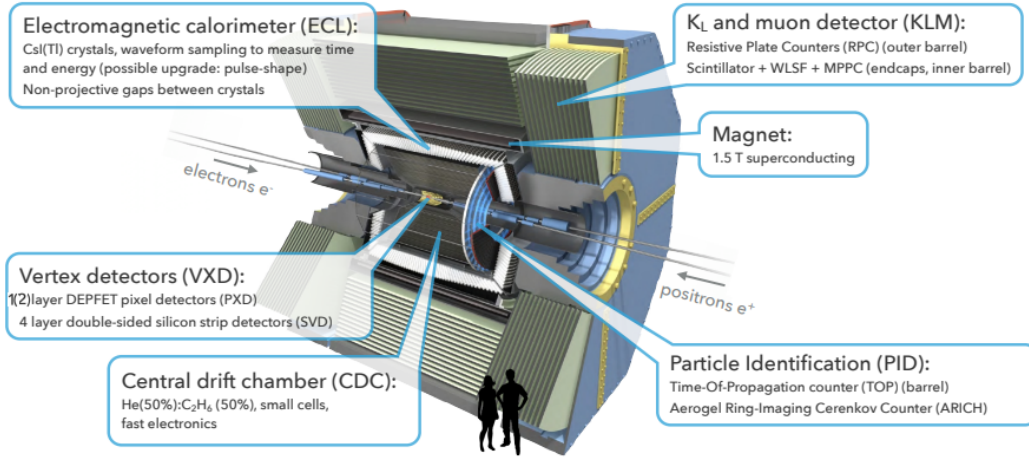 Electromagnetic calorimeter (ECL):
CsI(Tl) crystals, waveform sampling to measure time
and energy (possible upgrade: pulse-shape)
Non-projective gaps between crystals
K_L and muon detector (KLM):
Resistive Plate Counters (RPC) (outer barrel)
Scintillator + WLSF + MPPC (endcaps, inner barrel)
Magnet:
1.5 T superconducting
electrons e⁻
Vertex detectors (VXD):
1(2)layer DEPFET pixel detectors (PXD)
4 layer double-sided silicon strip detectors (SVD)
positrons e⁺
Central drift chamber (CDC):
He(50%):C₂H₆ (50%), small cells,
fast electronics
Particle Identification (PID):
Time-Of-Propagation counter (TOP) (barrel)
Aerogel Ring-Imaging Cerenkov Counter (ARICH)